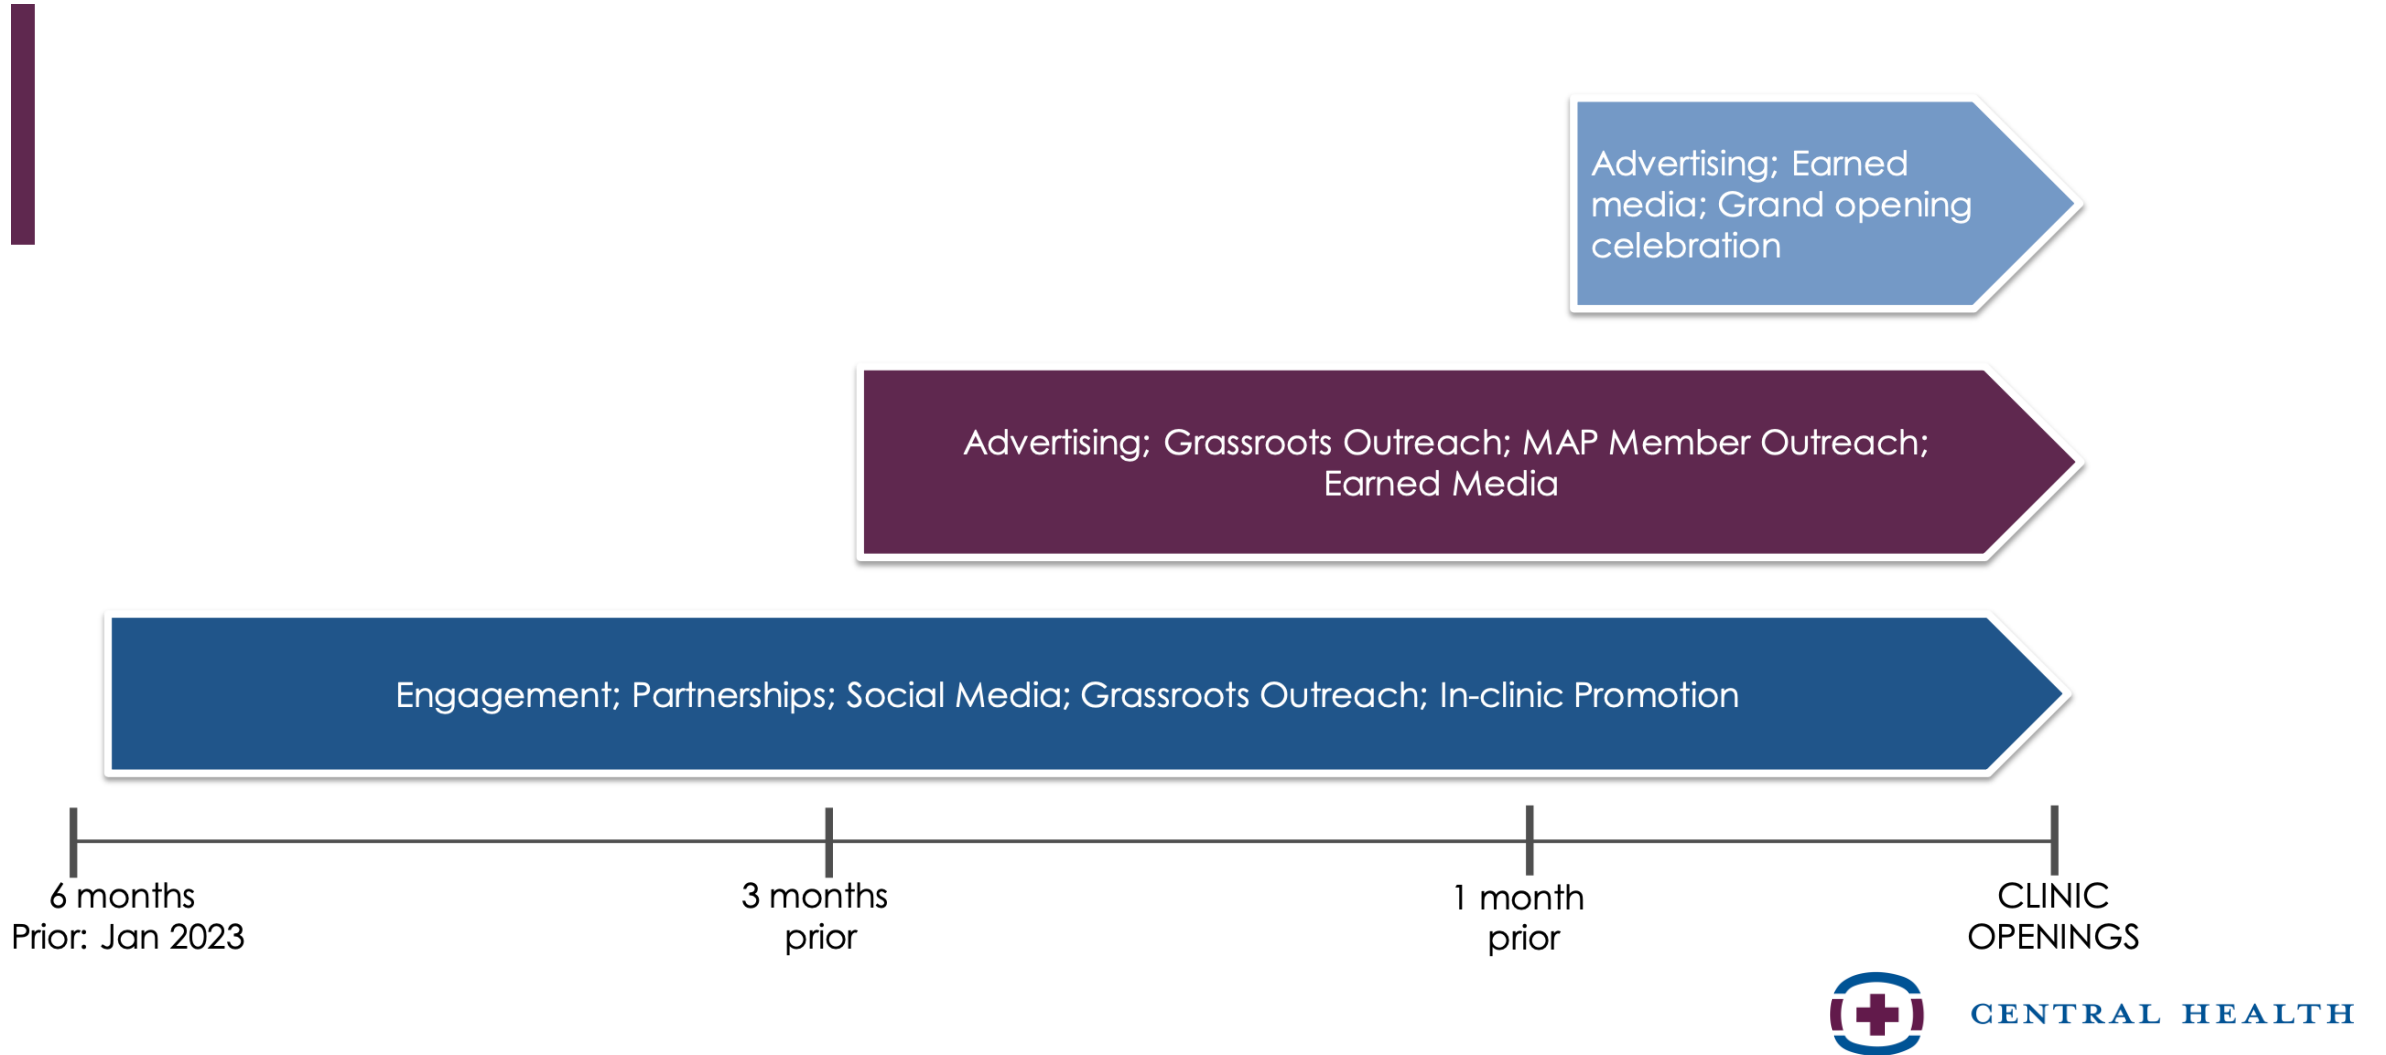 Advertising; Earned
media; Grand opening
celebration
Advertising; Grassroots Outreach; MAP Member Outreach;
Earned Media
Engagement; Partnerships; Social Media; Grassroots Outreach; In-clinic Promotion
6 months
Prior: Jan 2023
3 months
prior
1 month
prior
CLINIC
OPENINGS
CENTRAL HEALTH